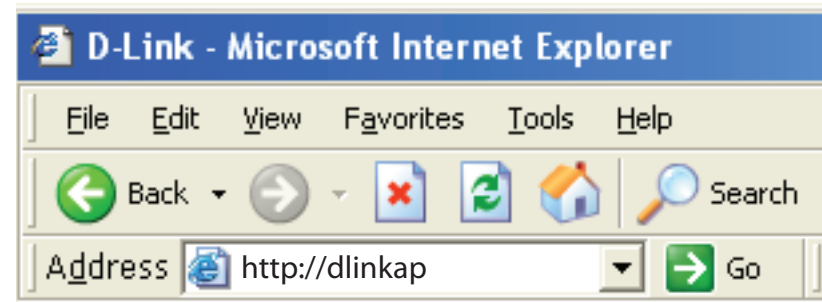 D-Link - Microsoft Internet Explorer
File Edit View Favorites Tools Help
Back Search
Address http://dlinkap Go